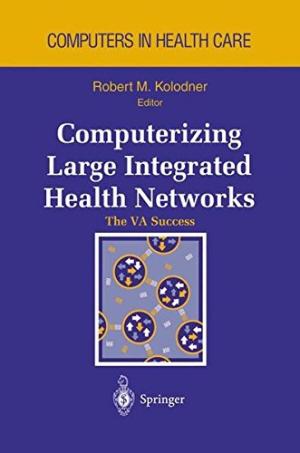 COMPUTERS IN HEALTH CARE
Robert M. Kolodner
Editor
Computerizing
Large Integrated
Health Networks
The VA Success
Springer